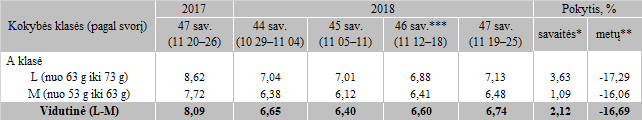 Kokybės klasės (pagal svorį) 2017 2018 Pokytis, %
47 sav. (11 20–26) 44 sav. (10 29–11 04) 45 sav. (11 05–11) 46 sav.*** (11 12–18) 47 sav. (11 19–25) savaitės* metų**
A klasė
L (nuo 63 g iki 73 g) 8,62 7,04 7,01 6,88 7,13 3,63 -17,29
M (nuo 53 g iki 63 g) 7,72 6,38 6,12 6,41 6,48 1,09 -16,06
Vidutinė (L-M) 8,09 6,65 6,40 6,60 6,74 2,12 -16,69